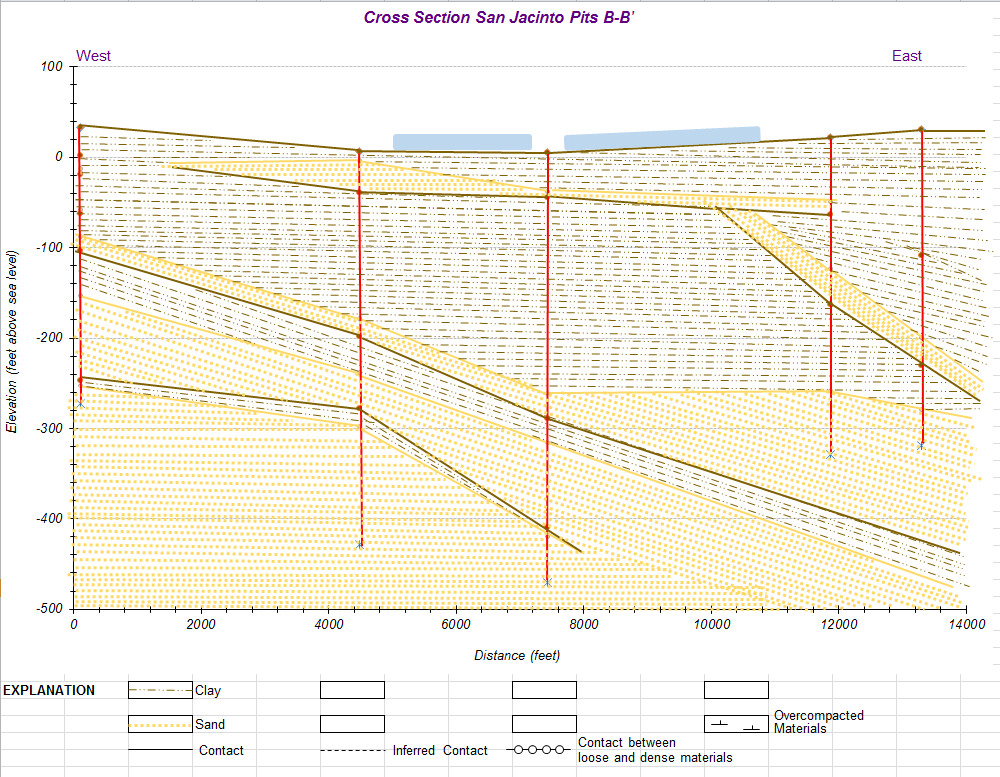 Cross Section San Jacinto Pits B-B'
West
East
100
0
-100
-200
-300
-400
-500
Elevation (feet above sea level)
0
2000
4000
6000
8000
10000
12000
14000
Distance (feet)
EXPLANATION
Clay
Sand
Overcompacted
Materials
Contact
Inferred Contact
Contact between
loose and dense materials